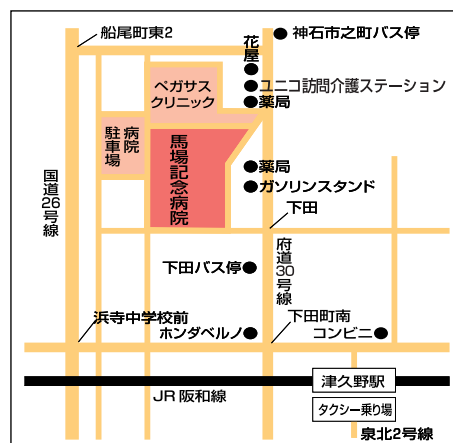 船尾町東2
神石市之町バス停
花屋
ペガサス
クリニック
ユニコ訪問介護ステーション
薬局
病院
駐車場
馬場記念病院
薬局
ガソリンスタンド
国道26号線
下田
府道30号線
下田バス停
浜寺中学校前
下田町南
ホンダベルノ
コンビニ
津久野駅
JR阪和線
タクシー乗り場
泉北2号線